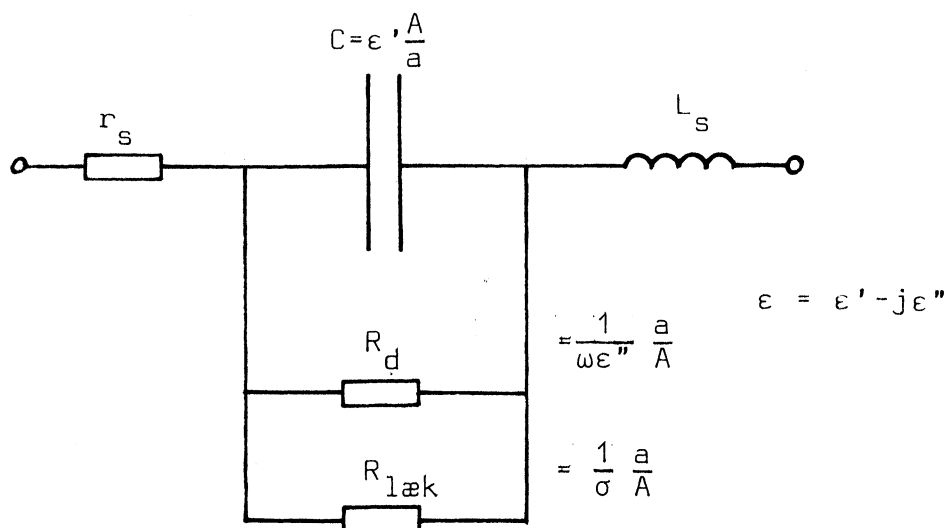 C=ε'A/a
r_s
L_s
ε = ε'-jε"
R_d
= 1/ωε" a/A
R_læk
= 1/σ a/A